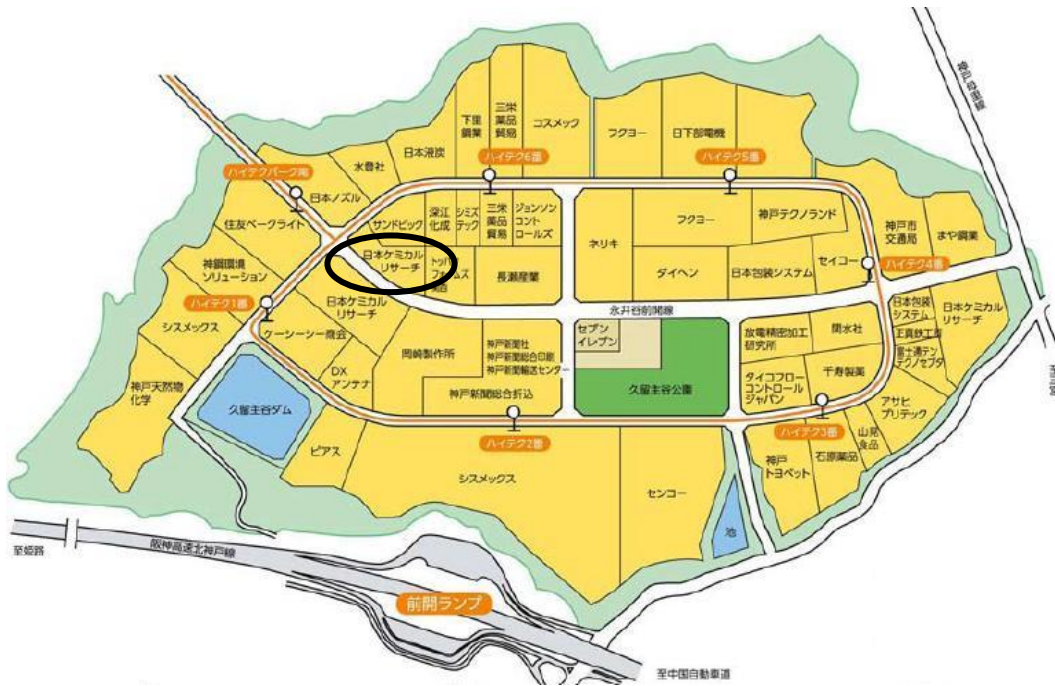 神戸電鉄
三栄
薬品
貿易
下里
鋼業
コスメック
フクヨー
日下部電機
日本液炭
水登社
ハイテク6番
ハイテク5番
ハイテクパーク南
日本ノズル
住友ベークライト
サンドビック
深江
化成
シミズ
テック
三栄
薬品
貿易
ジョンソン
コント
ロールズ
ネリキ
フクヨー
神戸テクノランド
神戸市
交通局
まや鋼業
神鋼環境
ソリューション
日本ケミカル
リサーチ
トッパン
フォームズ
関西
長瀬産業
ダイヘン
日本包装システム
セイコー
ハイテク4番
ハイテク1番
日本ケミカル
リサーチ
永井谷前開線
日本包装
システム
日本ケミカル
リサーチ
シスメックス
ケーシーシー商会
岡崎製作所
神戸新聞社
神戸新聞総合印刷
神戸新聞輸送センター
セブン
イレブン
放電精密加工
研究所
関水社
正真鉄工所
富士通テン
テクノセプタ
DX
アンテナ
神戸天然物
化学
神戸新聞総合折込
久留主谷公園
タイコフロー
コントロール
ジャパン
千寿製薬
アサヒ
プリテック
久留主谷ダム
ハイテク2番
ハイテク3番
ピアス
シスメックス
センコー
神戸
トヨペット
石原薬品
山晃
食品
池
至姫路
阪神高速北神戸線
前開ランプ
至中国自動車道